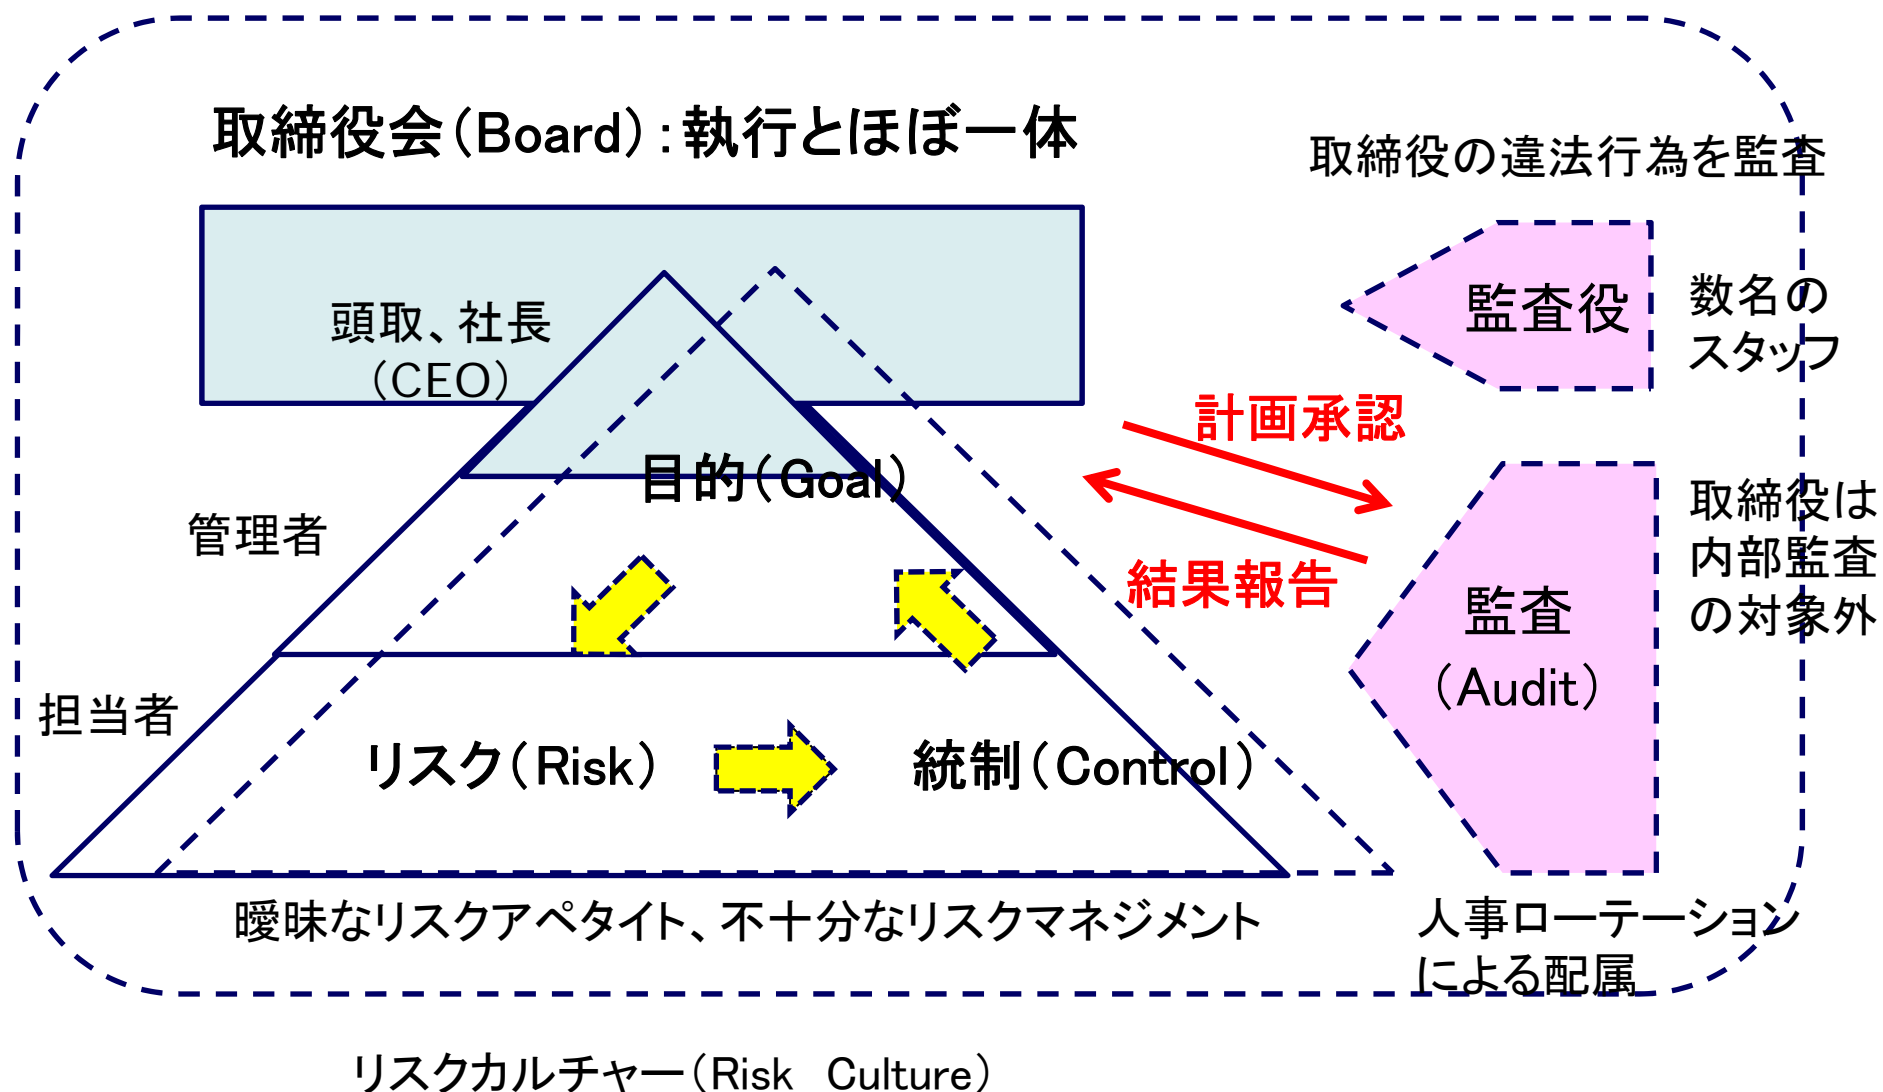 取締役会（Board）：執行とほぼ一体
取締役の違法行為を監査
頭取、社長
（CEO）
監査役
数名の
スタッフ
計画承認
目的（Goal）
管理者
結果報告
取締役は
内部監査
の対象外
監査
（Audit）
担当者
リスク（Risk）
統制（Control）
曖昧なリスクアペタイト、不十分なリスクマネジメント
人事ローテーション
による配属
リスクカルチャー（Risk　Culture）